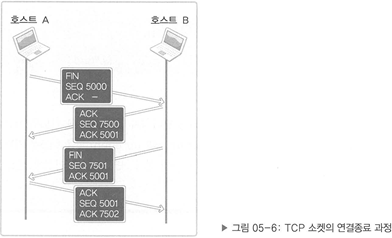 호스트 A
호스트 B
FIN
SEQ 5000
ACK –
ACK
SEQ 7500
ACK 5001
FIN
SEQ 7501
ACK 5001
ACK
SEQ 5001
ACK 7502
▶ 그림 05-6: TCP 소켓의 연결종료 과정